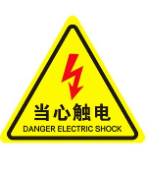 当心触电
DANGER ELECTRIC SHOCK